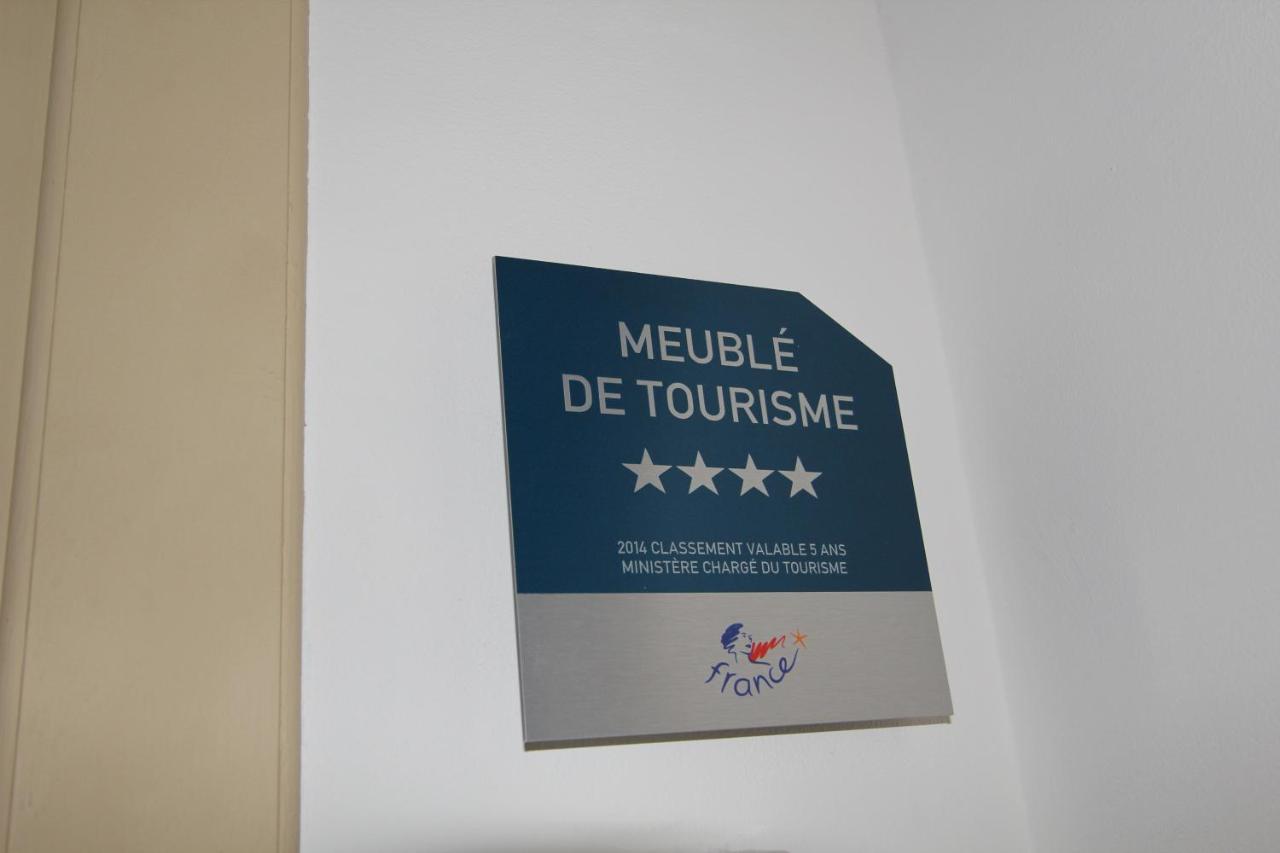 MEUBLÉ
DE TOURISME
★★★★
2014 CLASSEMENT VALABLE 5 ANS
MINISTÈRE CHARGÉ DU TOURISME
france